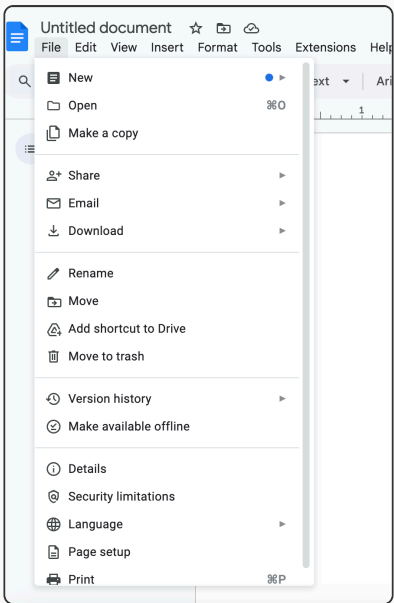 Untitled document
File Edit View Insert Format Tools Extensions Help
New
ext Ari
Open ⌘O
1
Make a copy
Share
Email
Download
Rename
Move
Add shortcut to Drive
Move to trash
Version history
Make available offline
Details
Security limitations
Language
Page setup
Print ⌘P